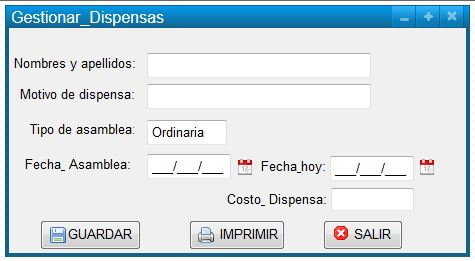 Gestionar_Dispensas
Nombres y apellidos:
Motivo de dispensa:
Tipo de asamblea: Ordinaria
Fecha_ Asamblea: __/__/__ Fecha_hoy: __/__/__
Costo_ Dispensa:
GUARDAR IMPRIMIR SALIR